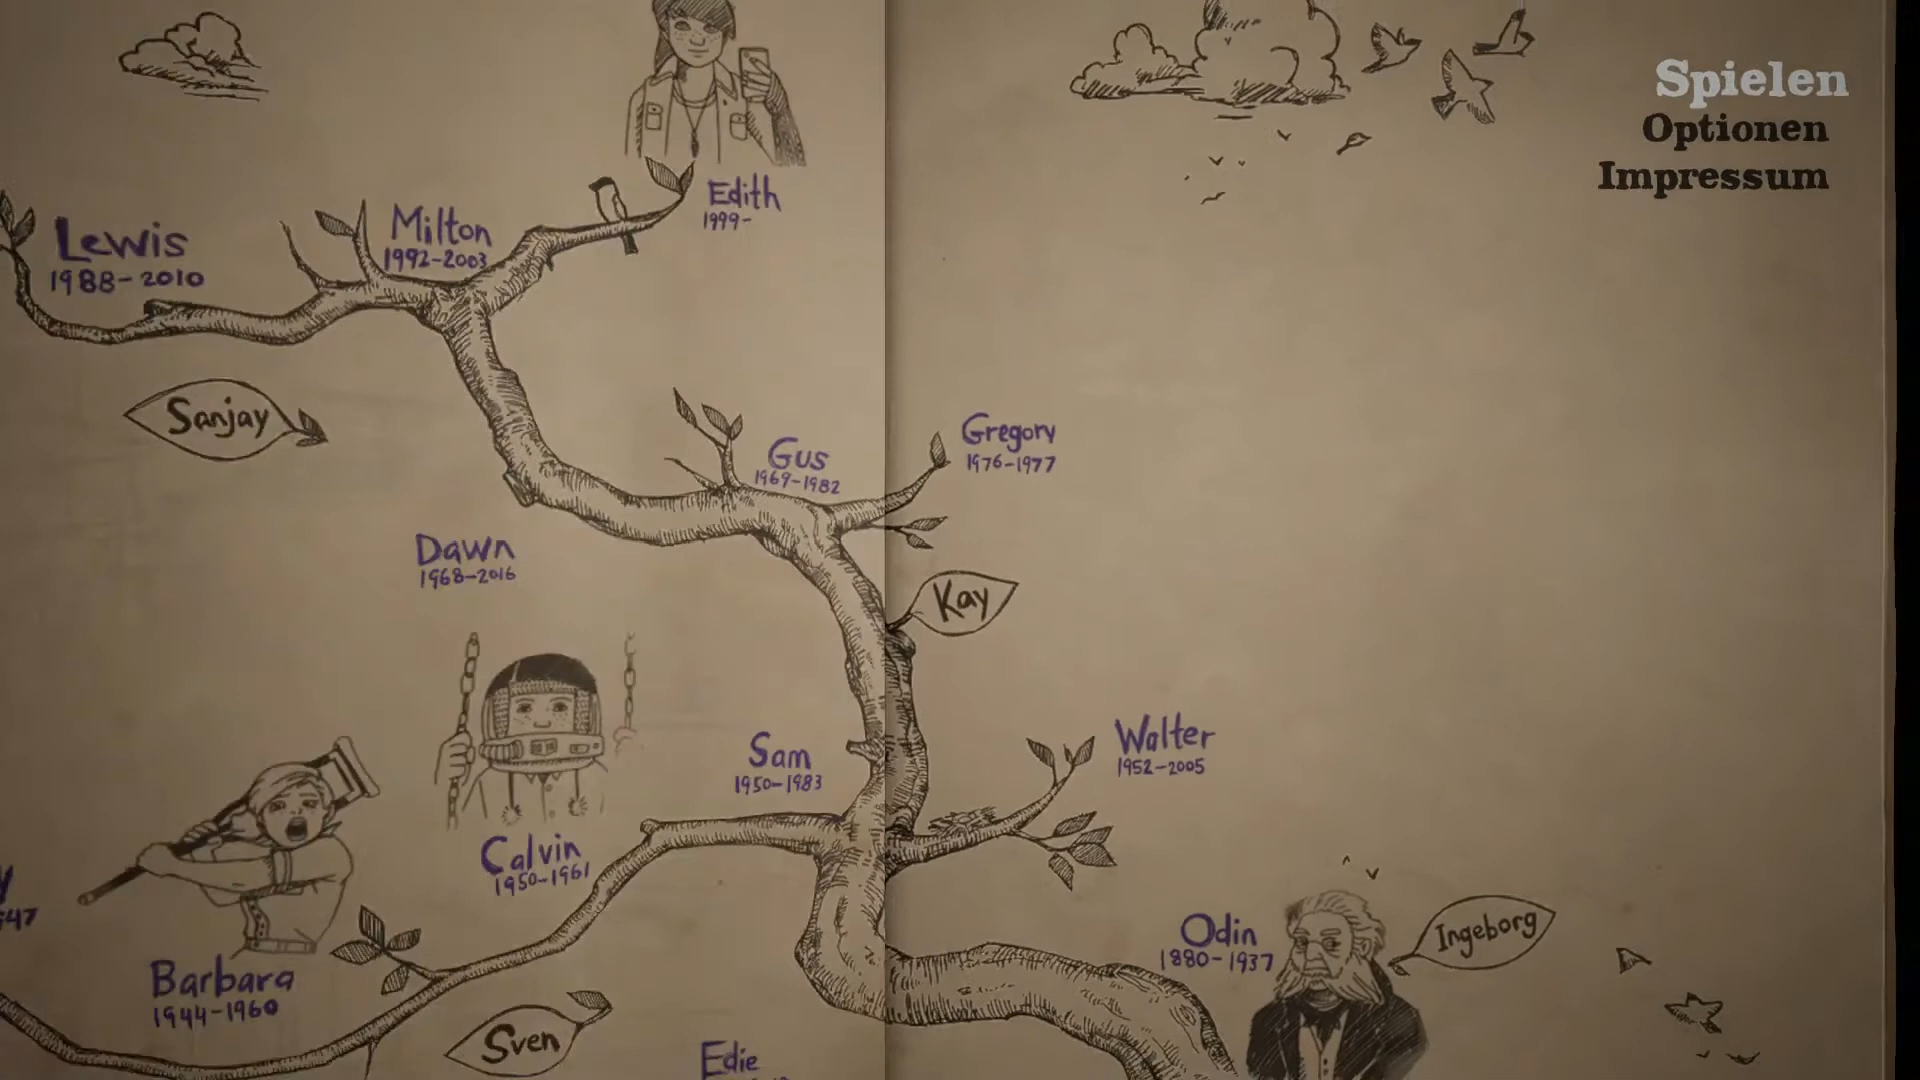 Spielen
Optionen
Impressum
Edith
1999-
Milton
1992-2003
Lewis
1988-2010
Sanjay
Gregory
1976-1977
Gus
1969-1982
Dawn
1968-2016
Kay
Walter
1952-2005
Sam
1950-1983
Calvin
1950-1961
Odin
1880-1937
Ingeborg
Barbara
1944-1960
Sven
Edie